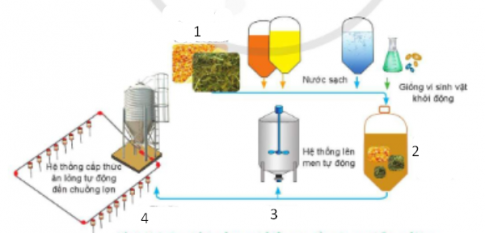 1
Nước sạch
Giống vi sinh vật
khởi động
2
Hệ thống lên
men tự động
Hệ thống cấp thức
ăn lỏng tự động
đến chuồng lợn
4
3